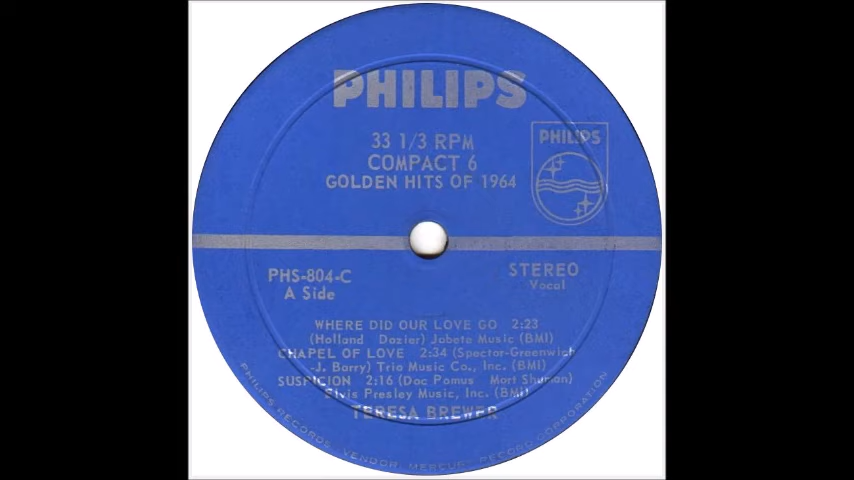 PHILIPS
33 1/3 RPM
COMPACT 6
GOLDEN HITS OF 1964
PHILIPS
PHS-804-C
A Side
STEREO
Vocal
WHERE DID OUR LOVE GO 2:23
(Holland Dozier) Jobete Music (BMI)
CHAPEL OF LOVE 2:34 (Spector-Greenwich
-J. Barry) Trio Music Co., Inc. (BMI)
SUSPICION 2:16 (Doc Pomus Mort Shuman)
Elvis Presley Music, Inc. (BMI)
TERESA BREWER
PHILIPS RECORDS VENDOR MERCURY RECORD CORPORATION